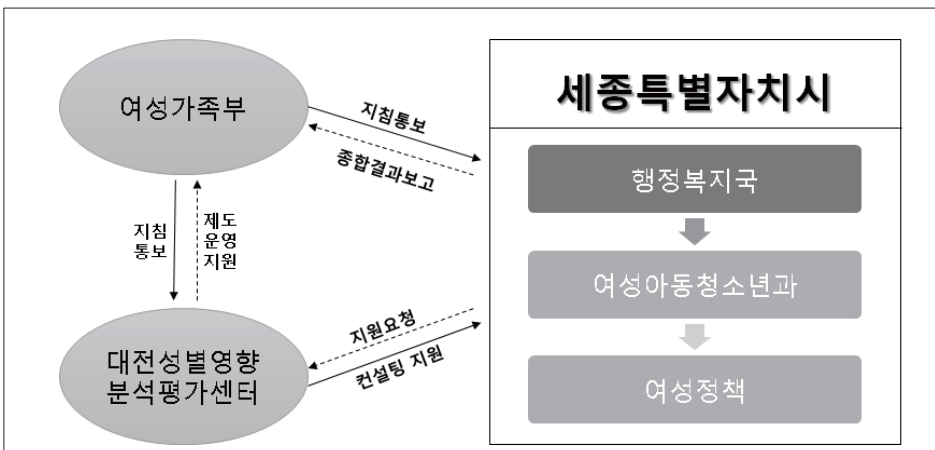 여성가족부
지침통보
종합결과보고
지침
통보
제도
운영
지원
대전성별영향
분석평가센터
지원요청
컨설팅 지원
세종특별자치시
행정복지국
여성아동청소년과
여성정책